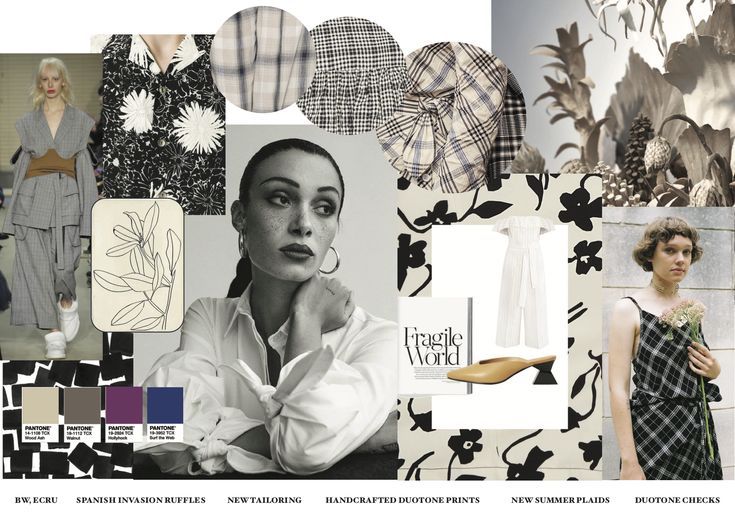 Fragile
World
PANTONE®
14-1108 TCX
Wood Ash
PANTONE®
18-1112 TCX
Walnut
PANTONE®
19-2924 TCX
Hollyhock
PANTONE®
19-3952 TCX
Surf the Web
BW, ECRU
SPANISH INVASION RUFFLES
NEW TAILORING
HANDCRAFTED DUOTONE PRINTS
NEW SUMMER PLAIDS
DUOTONE CHECKS